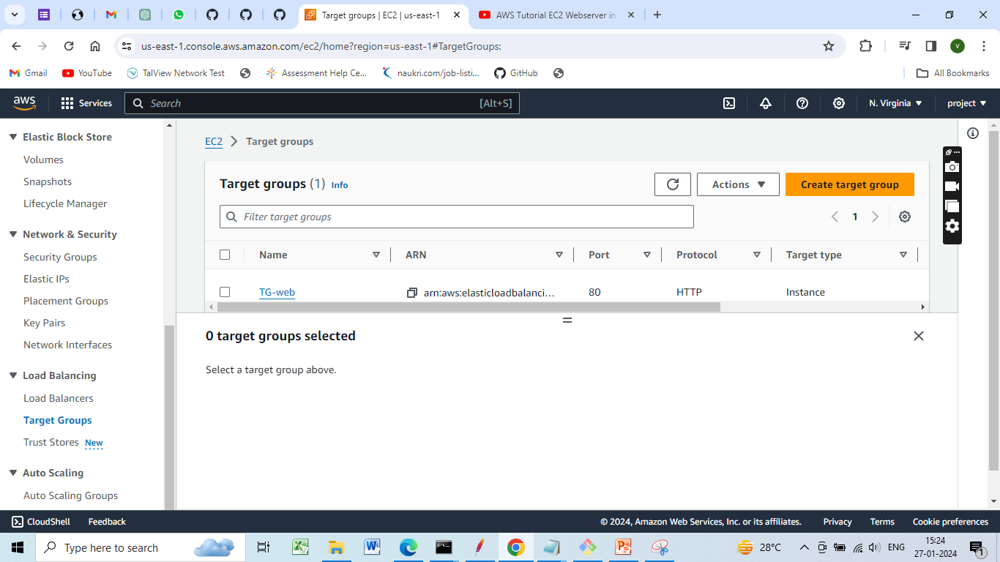 Target groups | EC2 | us-east-1
AWS Tutorial EC2 Webserver in
us-east-1.console.aws.amazon.com/ec2/home?region=us-east-1#TargetGroups:
V
Gmail
YouTube
TalView Network Test
Assessment Help Ce...
naukri.com/job-listi...
GitHub
All Bookmarks
aws
Services
Search
[Alt+S]
N. Virginia
project
Elastic Block Store
Volumes
Snapshots
Lifecycle Manager
Network & Security
Security Groups
Elastic IPs
Placement Groups
Key Pairs
Network Interfaces
Load Balancing
Load Balancers
Target Groups
Trust Stores New
Auto Scaling
Auto Scaling Groups
EC2 > Target groups
Target groups (1) Info
Actions
Create target group
Filter target groups
1
Name ARN Port Protocol Target type
TG-web arn:aws:elasticloadbalanci... 80 HTTP Instance
0 target groups selected
Select a target group above.
CloudShell
Feedback
© 2024, Amazon Web Services, Inc. or its affiliates.
Privacy
Terms
Cookie preferences
Type here to search
28°C
ENG
15:24
27-01-2024
1